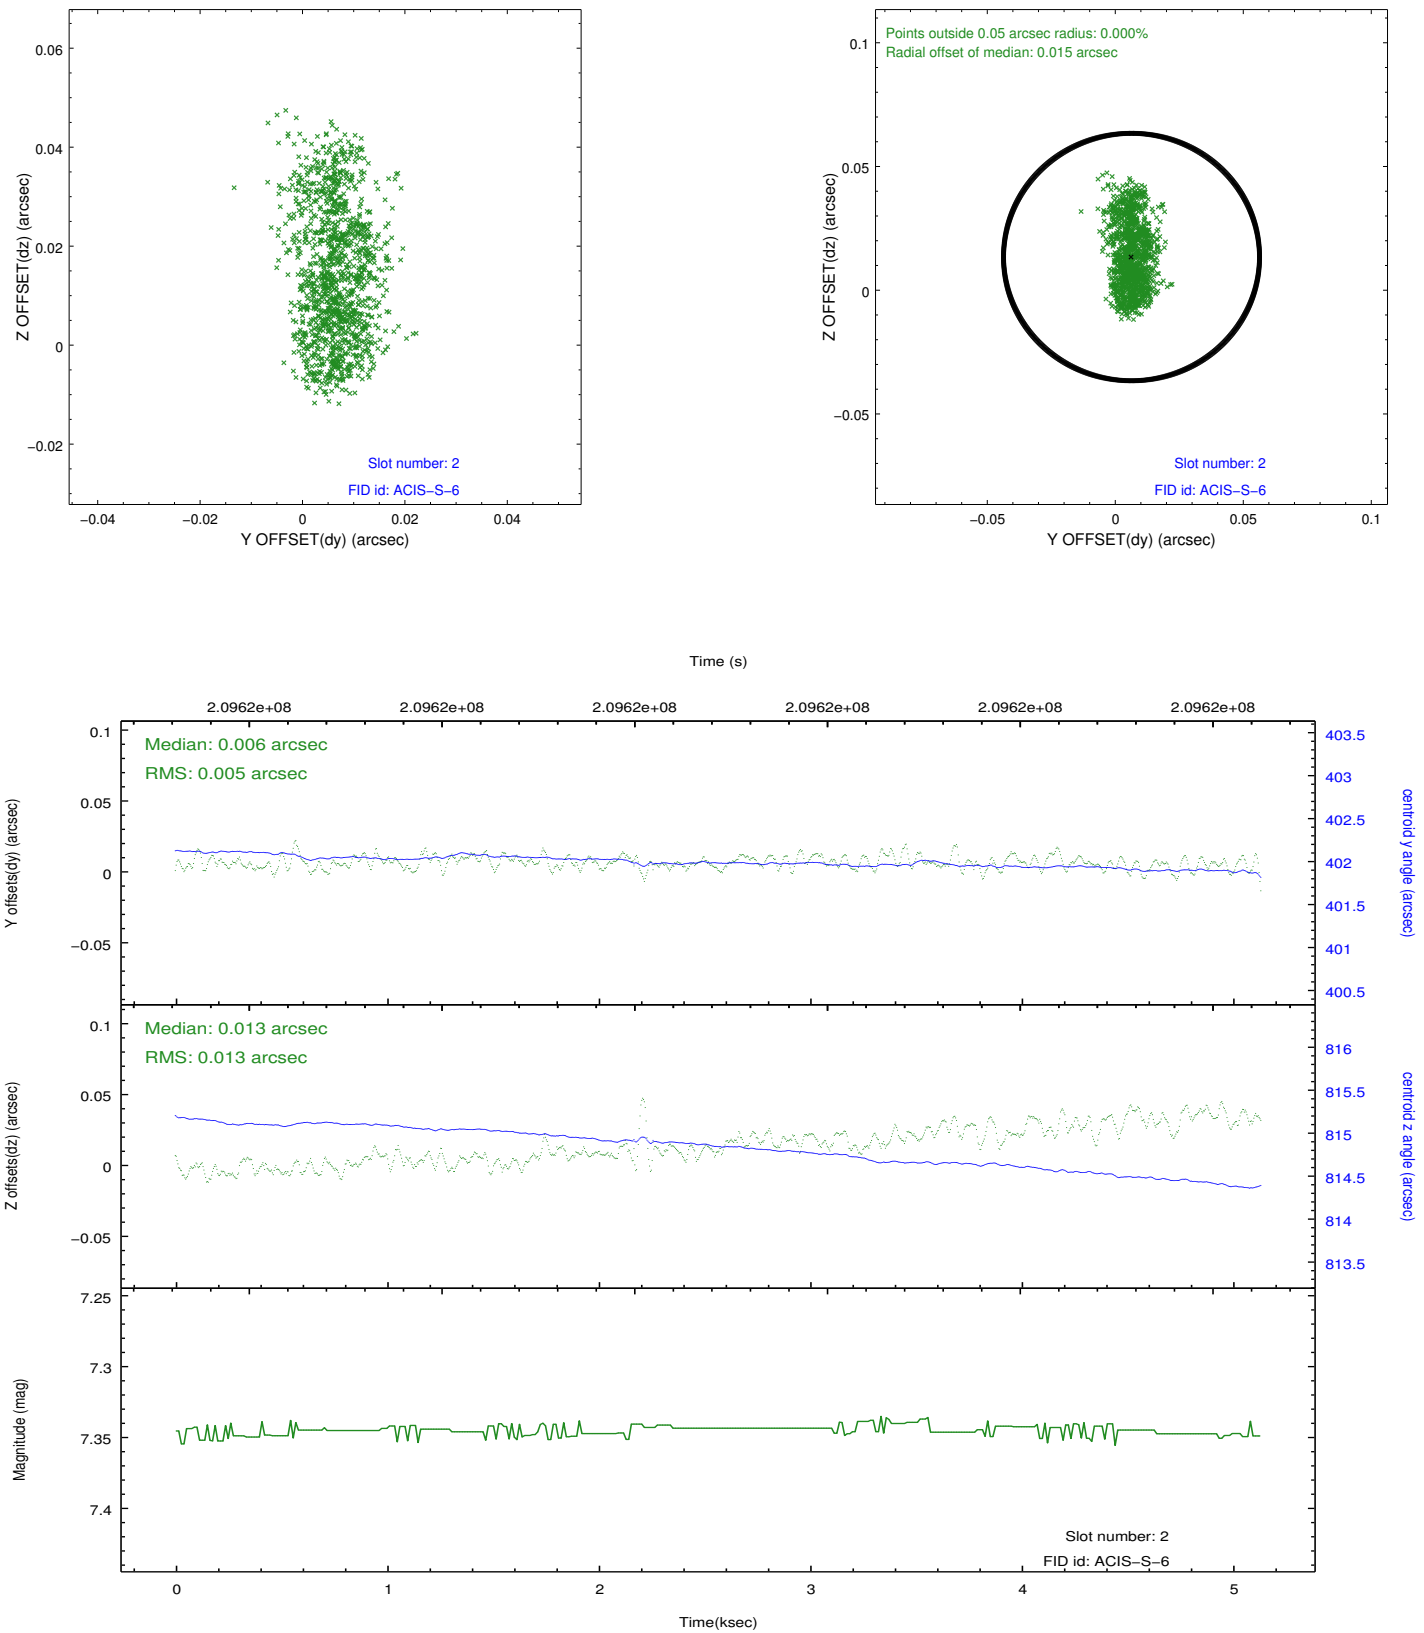 0.06
0.04
0.02
0
−0.02
Z OFFSET(dz) (arcsec)
Slot number: 2
FID id: ACIS−S−6
−0.04 −0.02 0 0.02 0.04
Y OFFSET(dy) (arcsec)
Points outside 0.05 arcsec radius: 0.000%
Radial offset of median: 0.015 arcsec
0.1
0.05
0
−0.05
Z OFFSET(dz) (arcsec)
Slot number: 2
FID id: ACIS−S−6
−0.05 0 0.05 0.1
Y OFFSET(dy) (arcsec)
Time (s)
2.0962e+08 2.0962e+08 2.0962e+08 2.0962e+08 2.0962e+08 2.0962e+08
Median: 0.006 arcsec
RMS: 0.005 arcsec
0.1
0.05
0
−0.05
Y offsets(dy) (arcsec)
403.5
403
402.5
402
401.5
401
400.5
centroid y angle (arcsec)
Median: 0.013 arcsec
RMS: 0.013 arcsec
0.1
0.05
0
−0.05
Z offsets(dz) (arcsec)
816
815.5
815
814.5
814
813.5
centroid z angle (arcsec)
7.25
7.3
7.35
7.4
Magnitude (mag)
Slot number: 2
FID id: ACIS−S−6
0 1 2 3 4 5
Time(ksec)